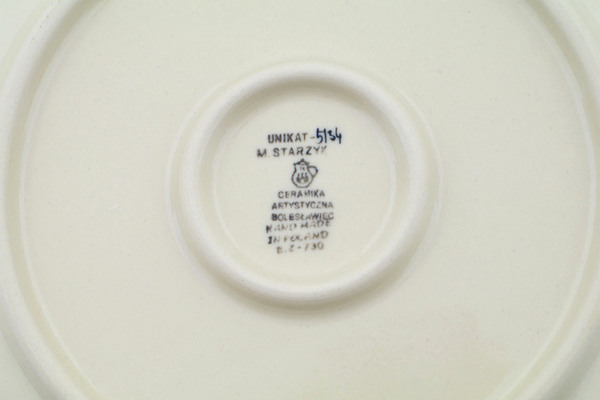 UNIKAT-5154
M. STARZYK
CERAMIKA
ARTYSTYCZNA
BOLESŁAWIEC
HAND MADE
IN POLAND